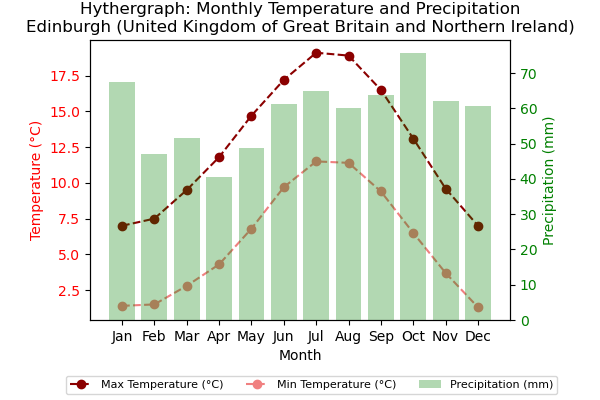 Hythergraph: Monthly Temperature and Precipitation
Edinburgh (United Kingdom of Great Britain and Northern Ireland)
17.5
15.0
12.5
10.0
7.5
5.0
2.5
Temperature (°C)
70
60
50
40
30
20
10
0
Precipitation (mm)
Jan Feb Mar Apr May Jun Jul Aug Sep Oct Nov Dec
Month
Max Temperature (°C) Min Temperature (°C) Precipitation (mm)